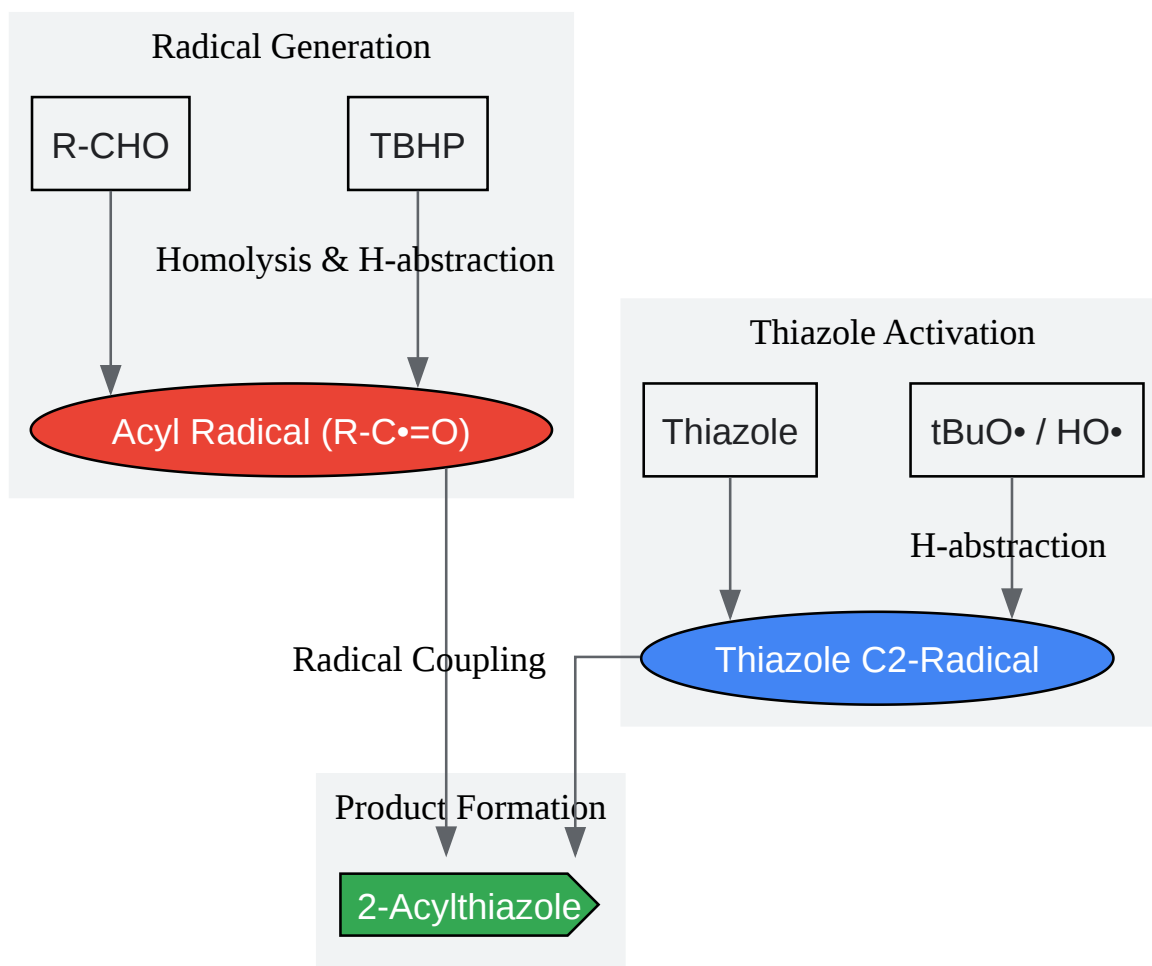 Radical Generation
R-CHO
TBHP
Homolysis & H-abstraction
Acyl Radical (R-C•=O)
Thiazole Activation
Thiazole
tBuO• / HO•
H-abstraction
Thiazole C2-Radical
Radical Coupling
Product Formation
2-Acylthiazole